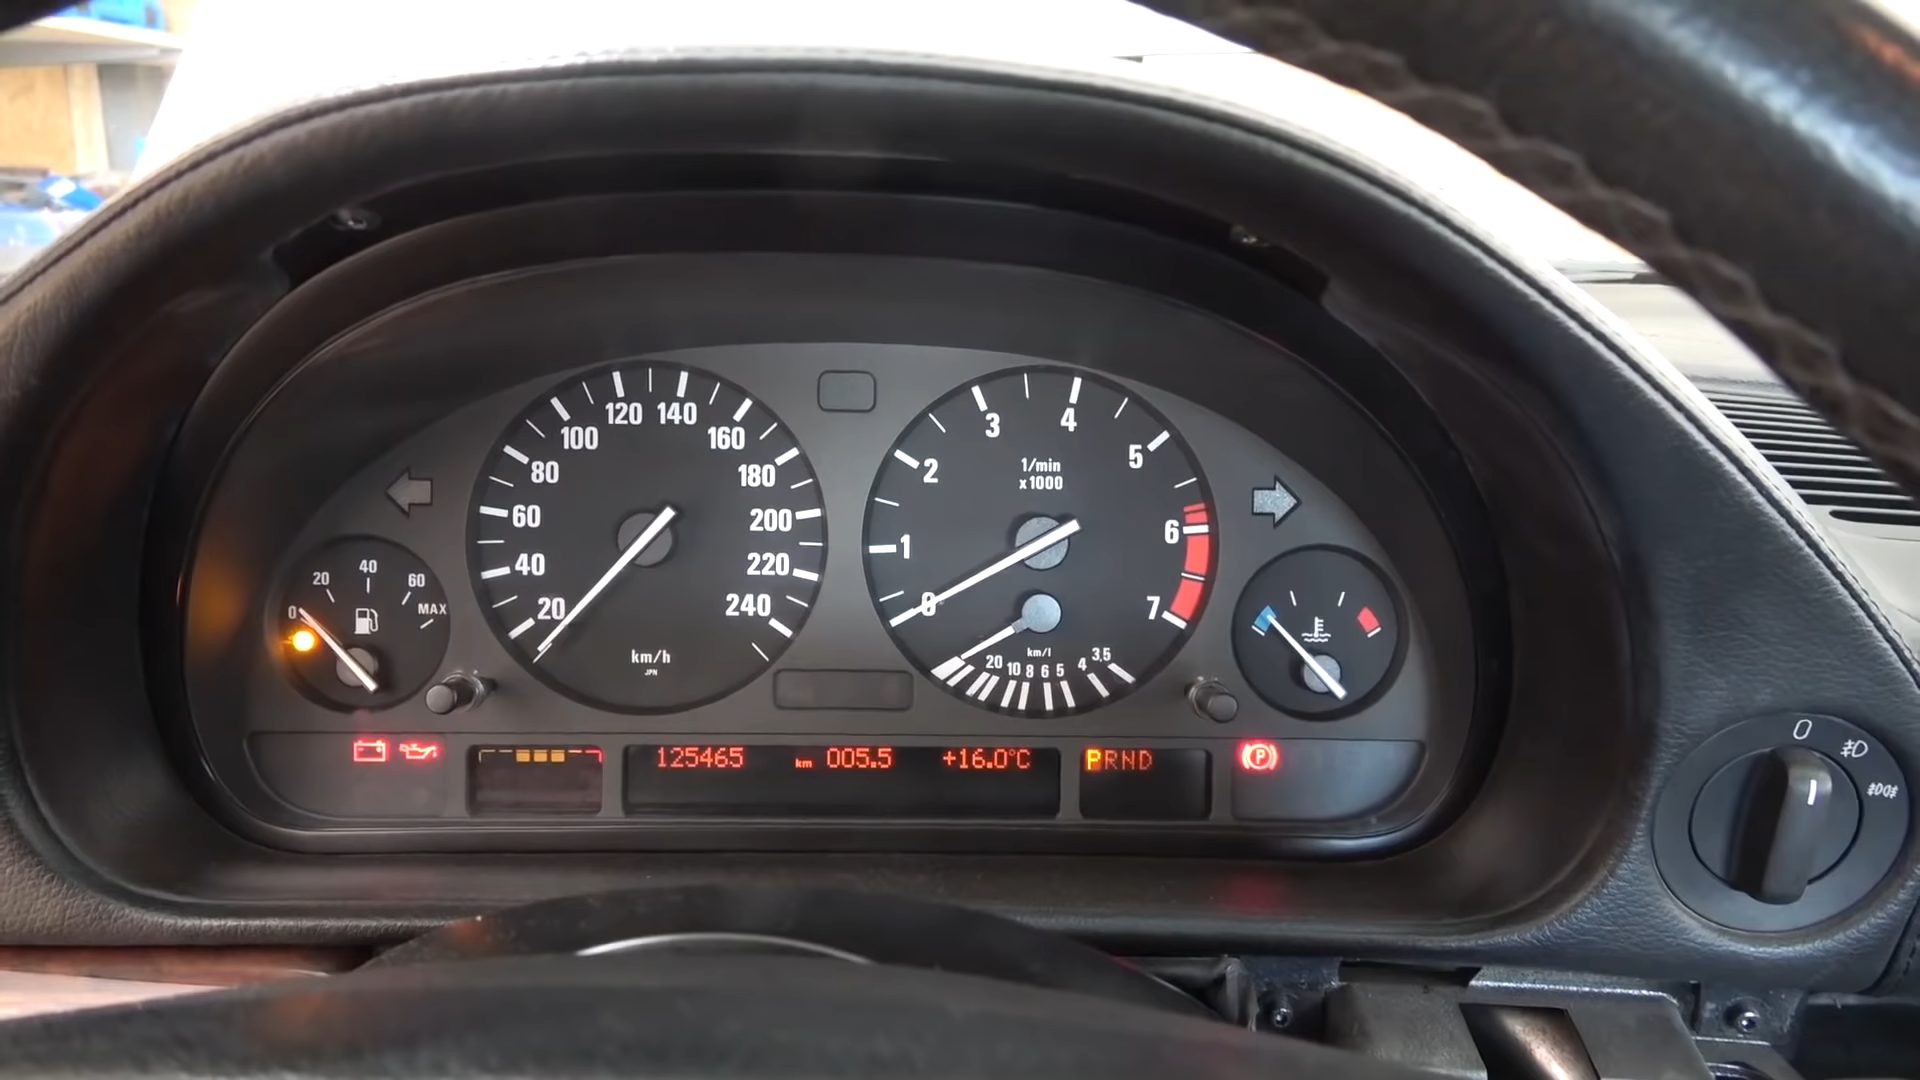 120 140
100 160
80 180
60 200
40 220
20 240
km/h
JPN
3 4
2 5
1/min
x1000
1 6
0 7
km/l
20 10 8 6 5 4 3,5
0 20 40 60 MAX
125465 km 005.5 +16.0°C
PRND
(P)
0